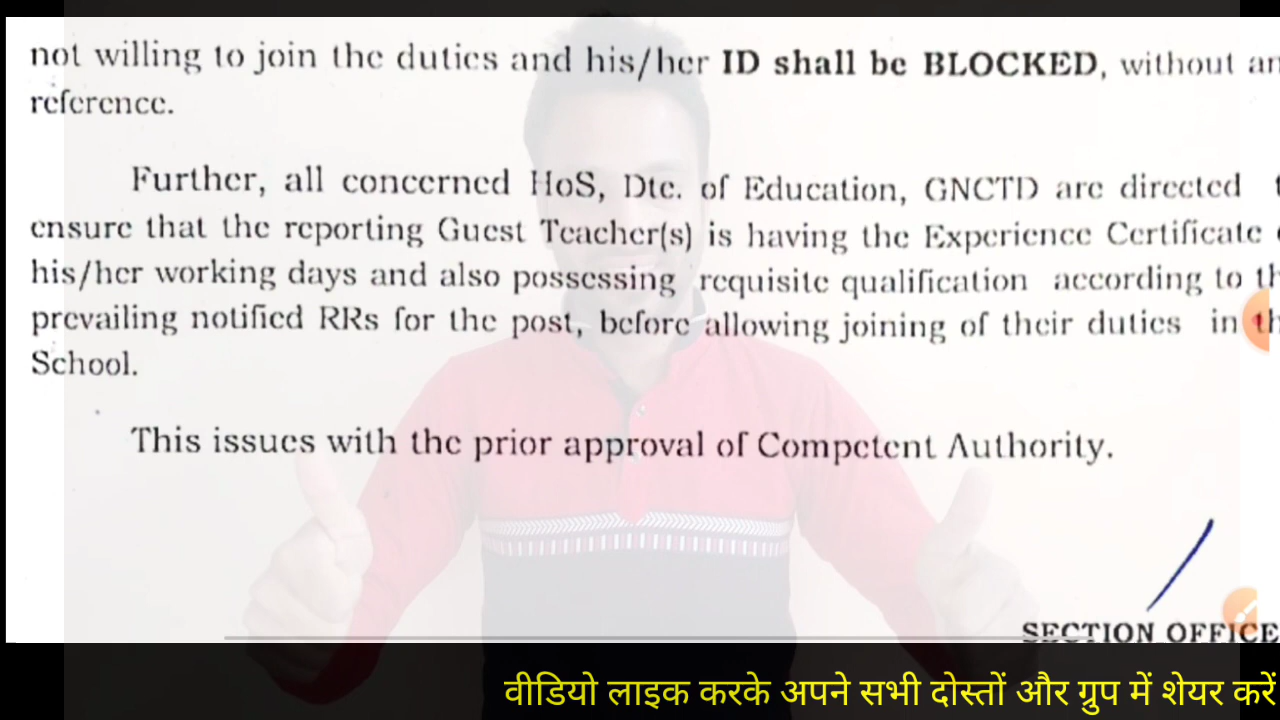 not willing to join the duties and his/her ID shall be BLOCKED, without
reference.
Further, all concerned HoS, Dte. of Education, GNCTD are directed
ensure that the reporting Guest Teacher(s) is having the Experience Certificate
his/her working days and also possessing requisite qualification according to
prevailing notified RRs for the post, before allowing joining of their duties in
School.
This issues with the prior approval of Competent Authority.
SECTION
वीडियो लाइक करके अपने सभी दोस्तों और ग्रुप में शेयर करें